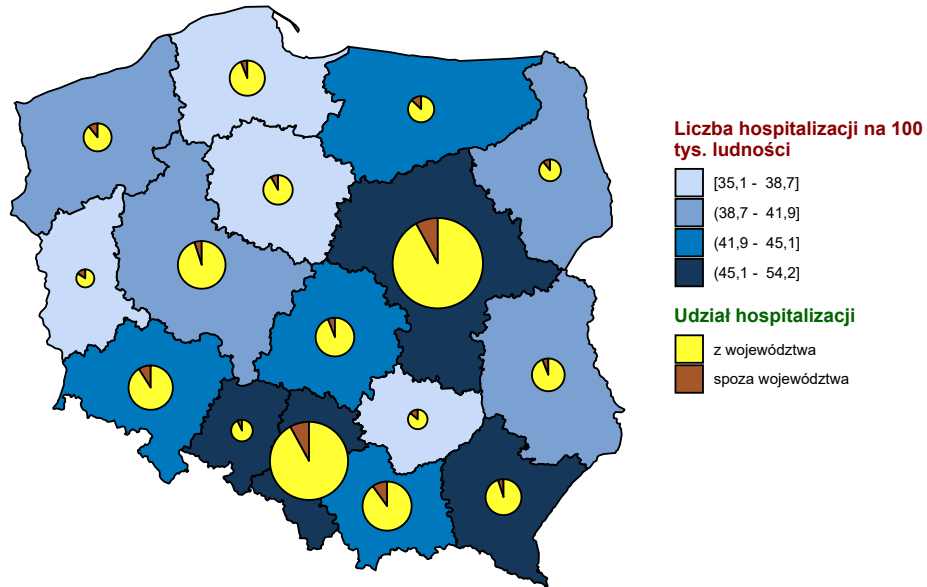 Liczba hospitalizacji na 100
tys. ludności
[35,1 - 38,7]
(38,7 - 41,9]
(41,9 - 45,1]
(45,1 - 54,2]
Udział hospitalizacji
z województwa
spoza województwa